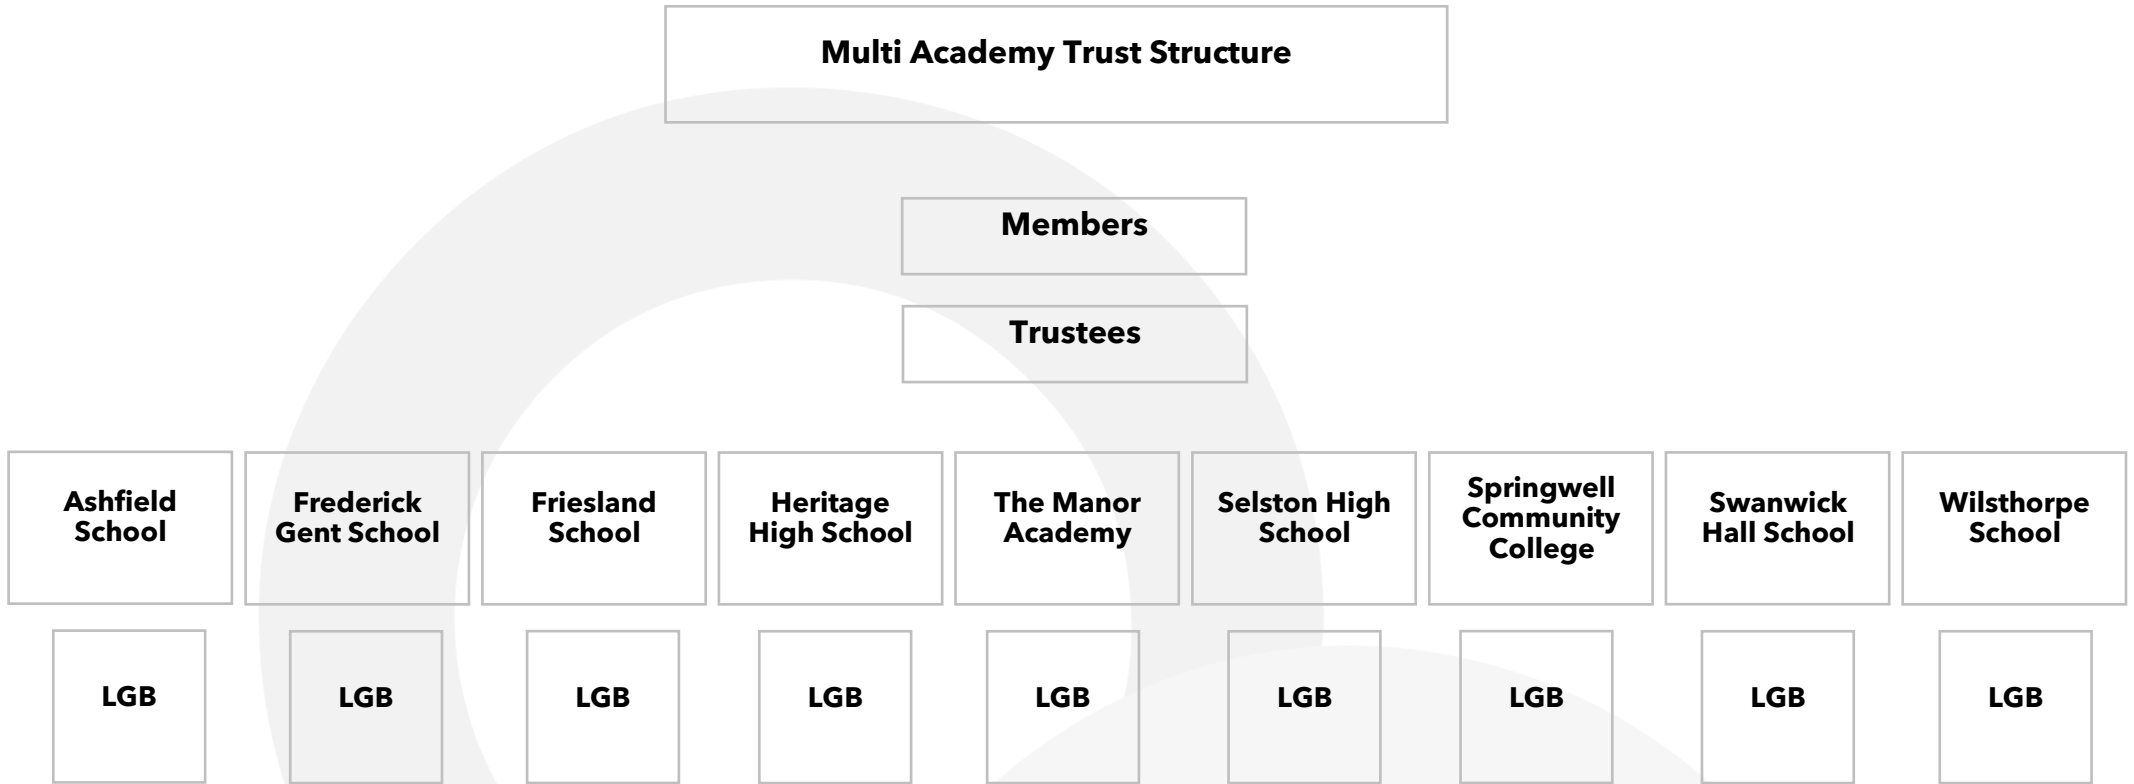 Multi Academy Trust Structure
Members
Trustees
Ashfield
School
Frederick
Gent School
Friesland
School
Heritage
High School
The Manor
Academy
Selston High
School
Springwell
Community
College
Swanwick
Hall School
Wilsthorpe
School
LGB
LGB
LGB
LGB
LGB
LGB
LGB
LGB
LGB